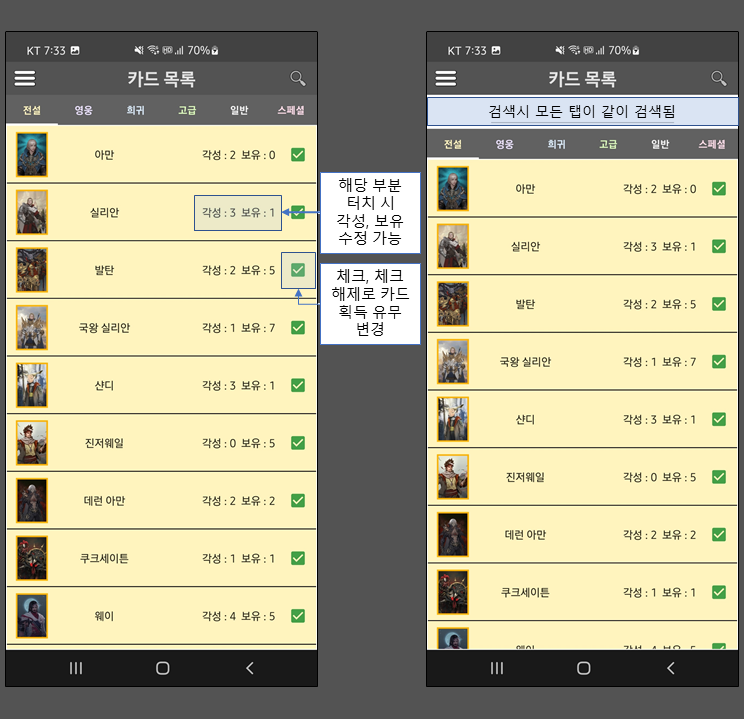 KT 7:33 70%
카드 목록
전설 영웅 희귀 고급 일반 스페셜
아만 각성 : 2 보유 : 0
실리안 각성 : 3 보유 : 1
발탄 각성 : 2 보유 : 5
국왕 실리안 각성 : 1 보유 : 7
샨디 각성 : 3 보유 : 1
진저웨일 각성 : 0 보유 : 5
데런 아만 각성 : 2 보유 : 2
쿠크세이튼 각성 : 1 보유 : 1
웨이 각성 : 4 보유 : 5
해당 부분
터치 시
각성, 보유
수정 가능
체크, 체크
해제로 카드
획득 유무
변경
KT 7:33 70%
카드 목록
검색시 모든 탭이 같이 검색됨
전설 영웅 희귀 고급 일반 스페셜
아만 각성 : 2 보유 : 0
실리안 각성 : 3 보유 : 1
발탄 각성 : 2 보유 : 5
국왕 실리안 각성 : 1 보유 : 7
샨디 각성 : 3 보유 : 1
진저웨일 각성 : 0 보유 : 5
데런 아만 각성 : 2 보유 : 2
쿠크세이튼 각성 : 1 보유 : 1
웨이 각성 : 4 보유 : 5